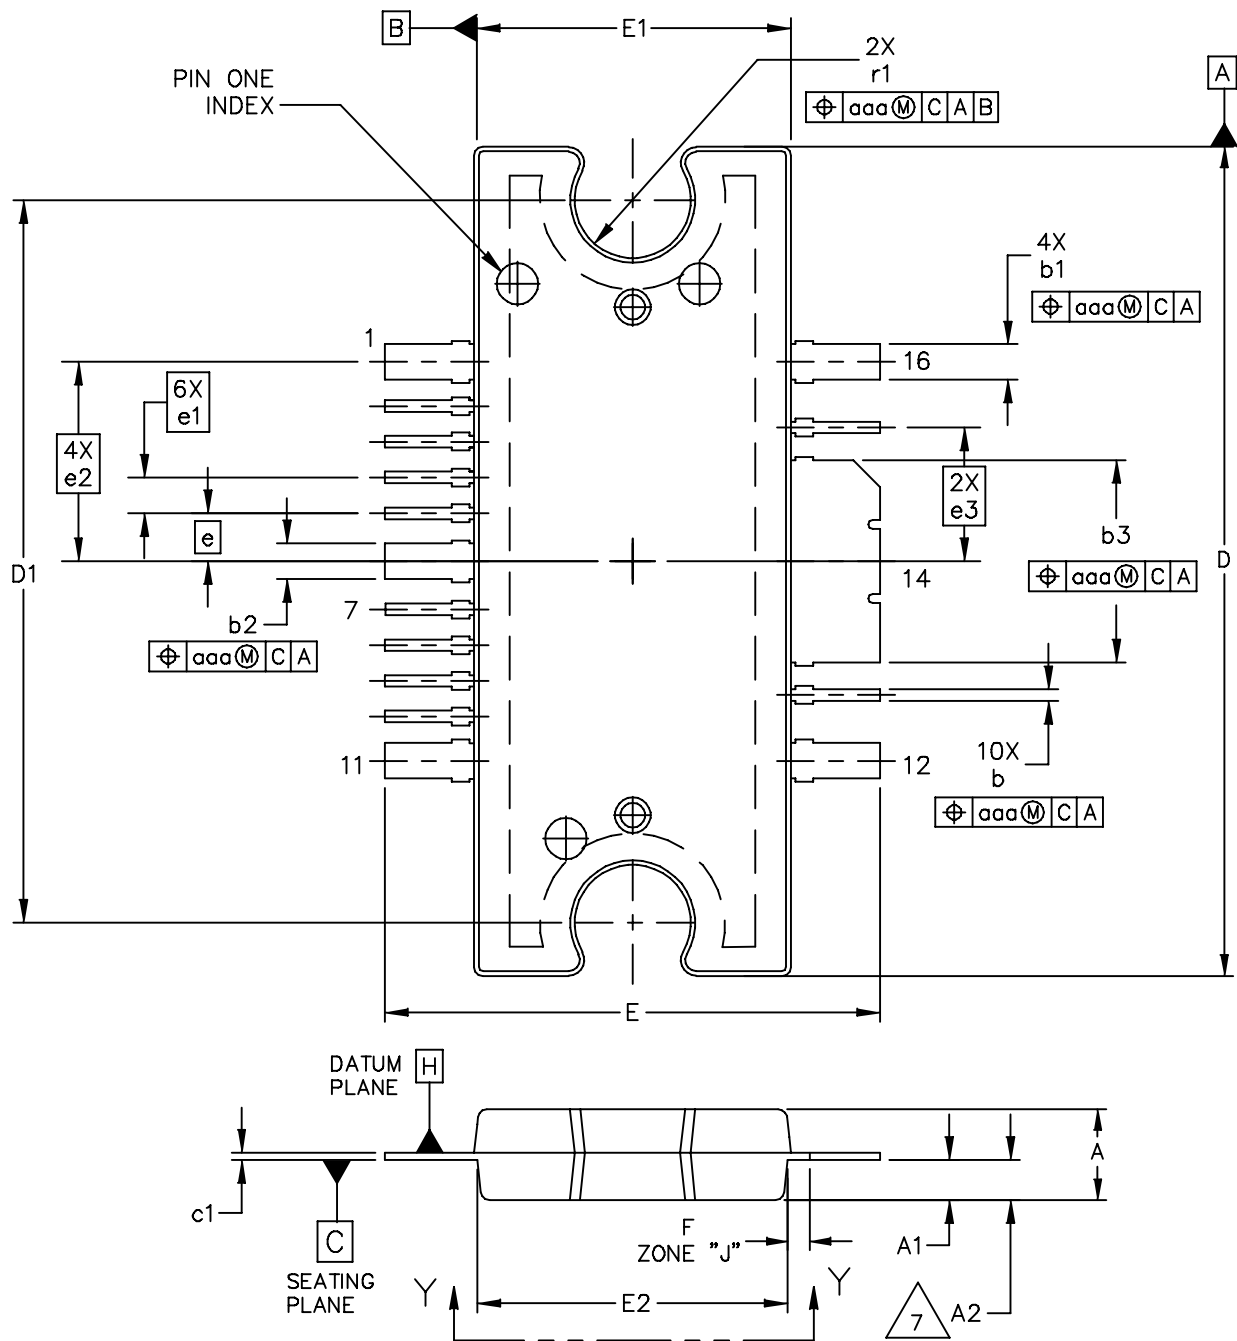 B
E1
2X
r1
⌖ aaa Ⓜ C A B
A
PIN ONE
INDEX
4X
b1
⌖ aaa Ⓜ C A
1
16
6X
e1
4X
e2
2X
e3
e
b3
⌖ aaa Ⓜ C A
D1
D
14
7
b2
⌖ aaa Ⓜ C A
11
12
10X
b
⌖ aaa Ⓜ C A
E
DATUM
PLANE
H
A
c1
C
SEATING
PLANE
F
ZONE "J"
A1
Y
Y
E2
7
A2